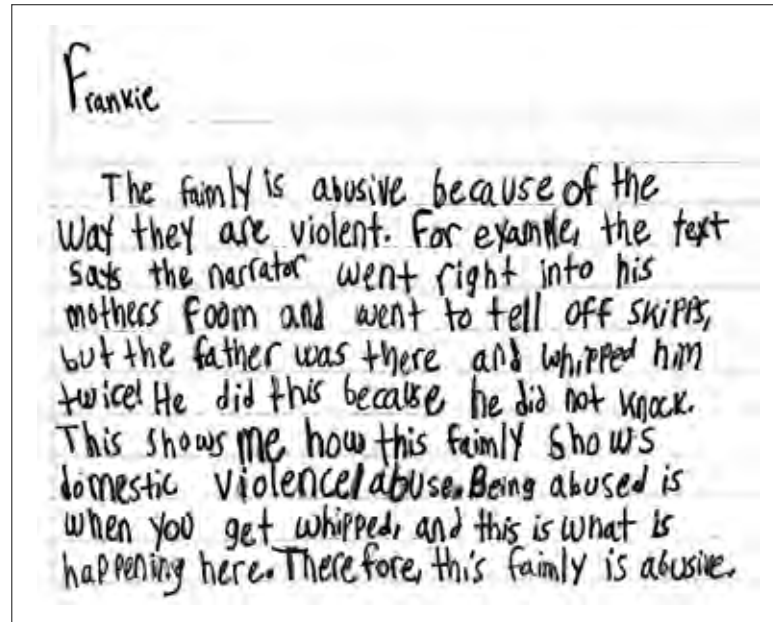 Frankie
The faimly is abusive because of the
way they are violent. For example, the text
says the narrator went right into his
mothers room and went to tell off skipps,
but the father was there and whipped him
twice! He did this because he did not knock.
This shows me how this faimly shows
domestic violence/abuse. Being abused is
when you get whipped, and this is what is
happening here. Therefore, this faimly is abusive.